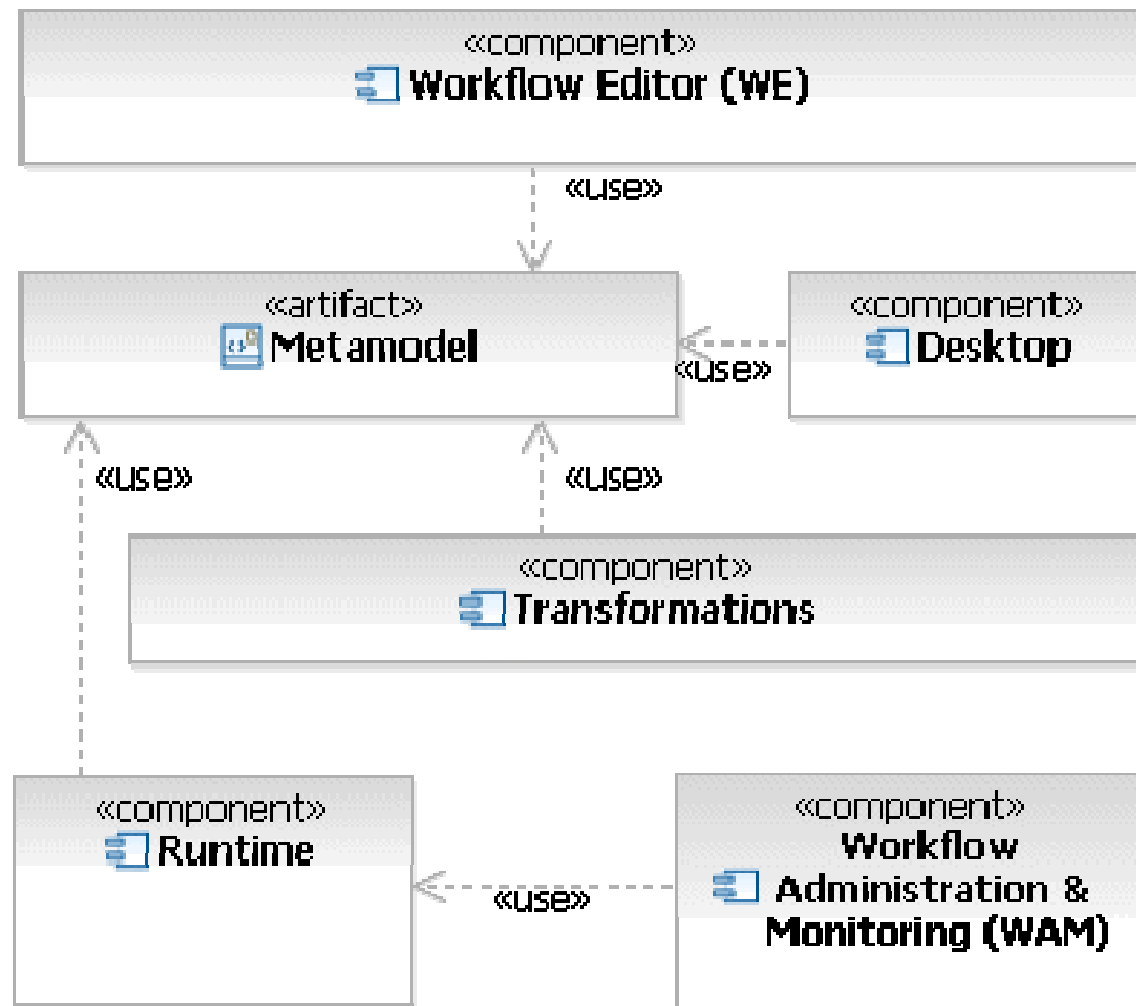 «component»
Workflow Editor (WE)
«use»
«artifact»
Metamodel
«component»
Desktop
«use»
«use»
«use»
«component»
Transformations
«component»
Runtime
«component»
Workflow
Administration &
Monitoring (WAM)
«use»